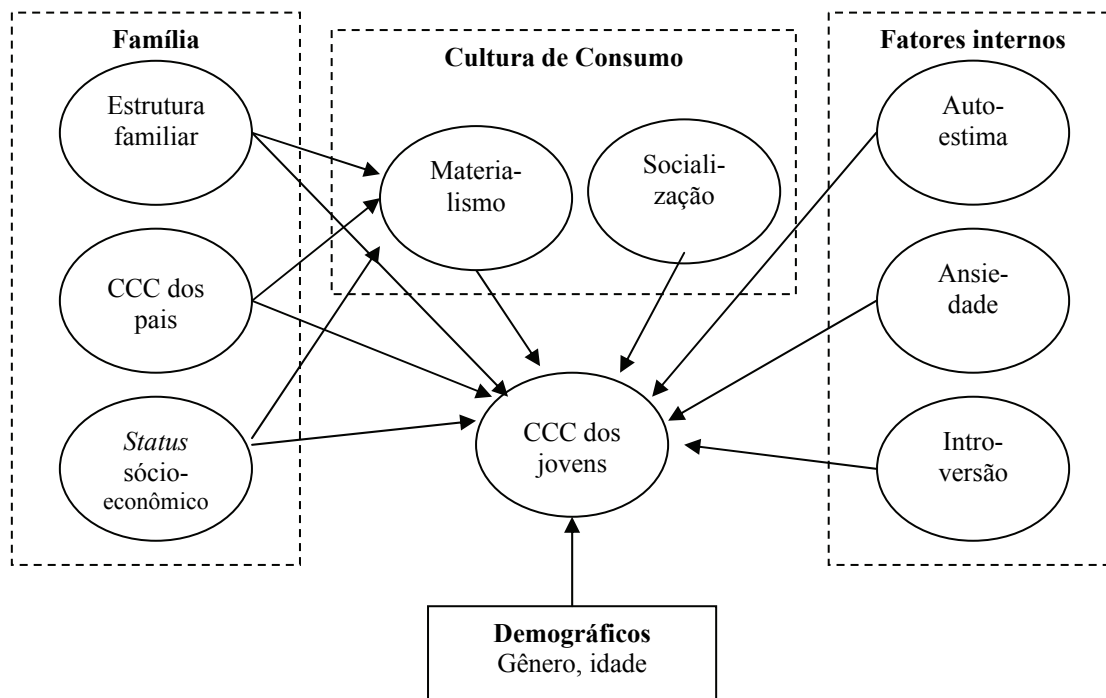 Família
Estrutura
familiar
CCC dos
pais
Status
sócio-
econômico
Cultura de Consumo
Materia-
lismo
Sociali-
zação
Fatores internos
Auto-
estima
Ansie-
dade
Intro-
versão
CCC dos
jovens
Demográficos
Gênero, idade